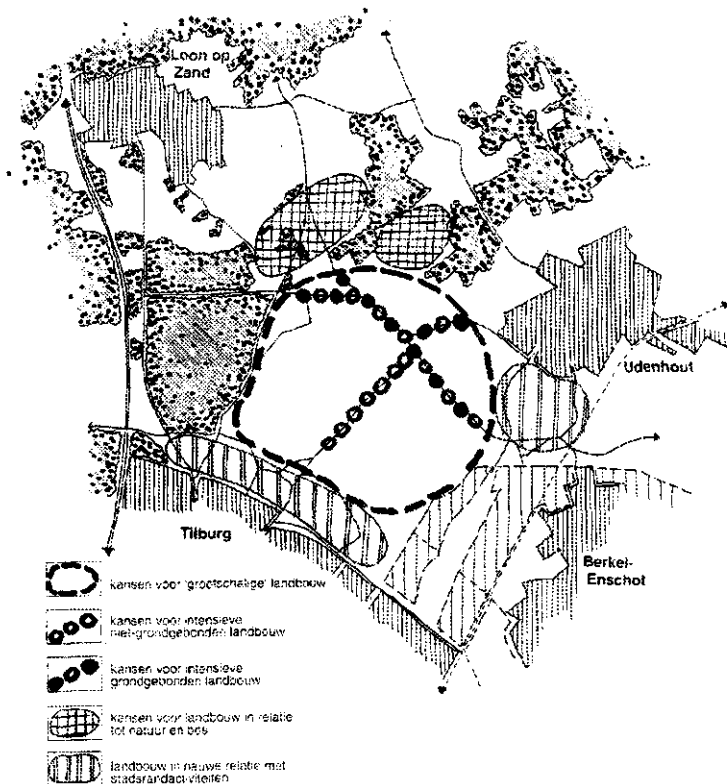 Loon op
Zand
Udenhout
Tilburg
Berkel-
Enschot
kansen voor 'grootschalige' landbouw
kansen voor intensieve
niet-grondgebonden landbouw
kansen voor intensieve
grondgebonden landbouw
kansen voor landbouw in relatie
tot natuur en bos
landbouw in nauwe relatie met
stadsrandactiviteiten